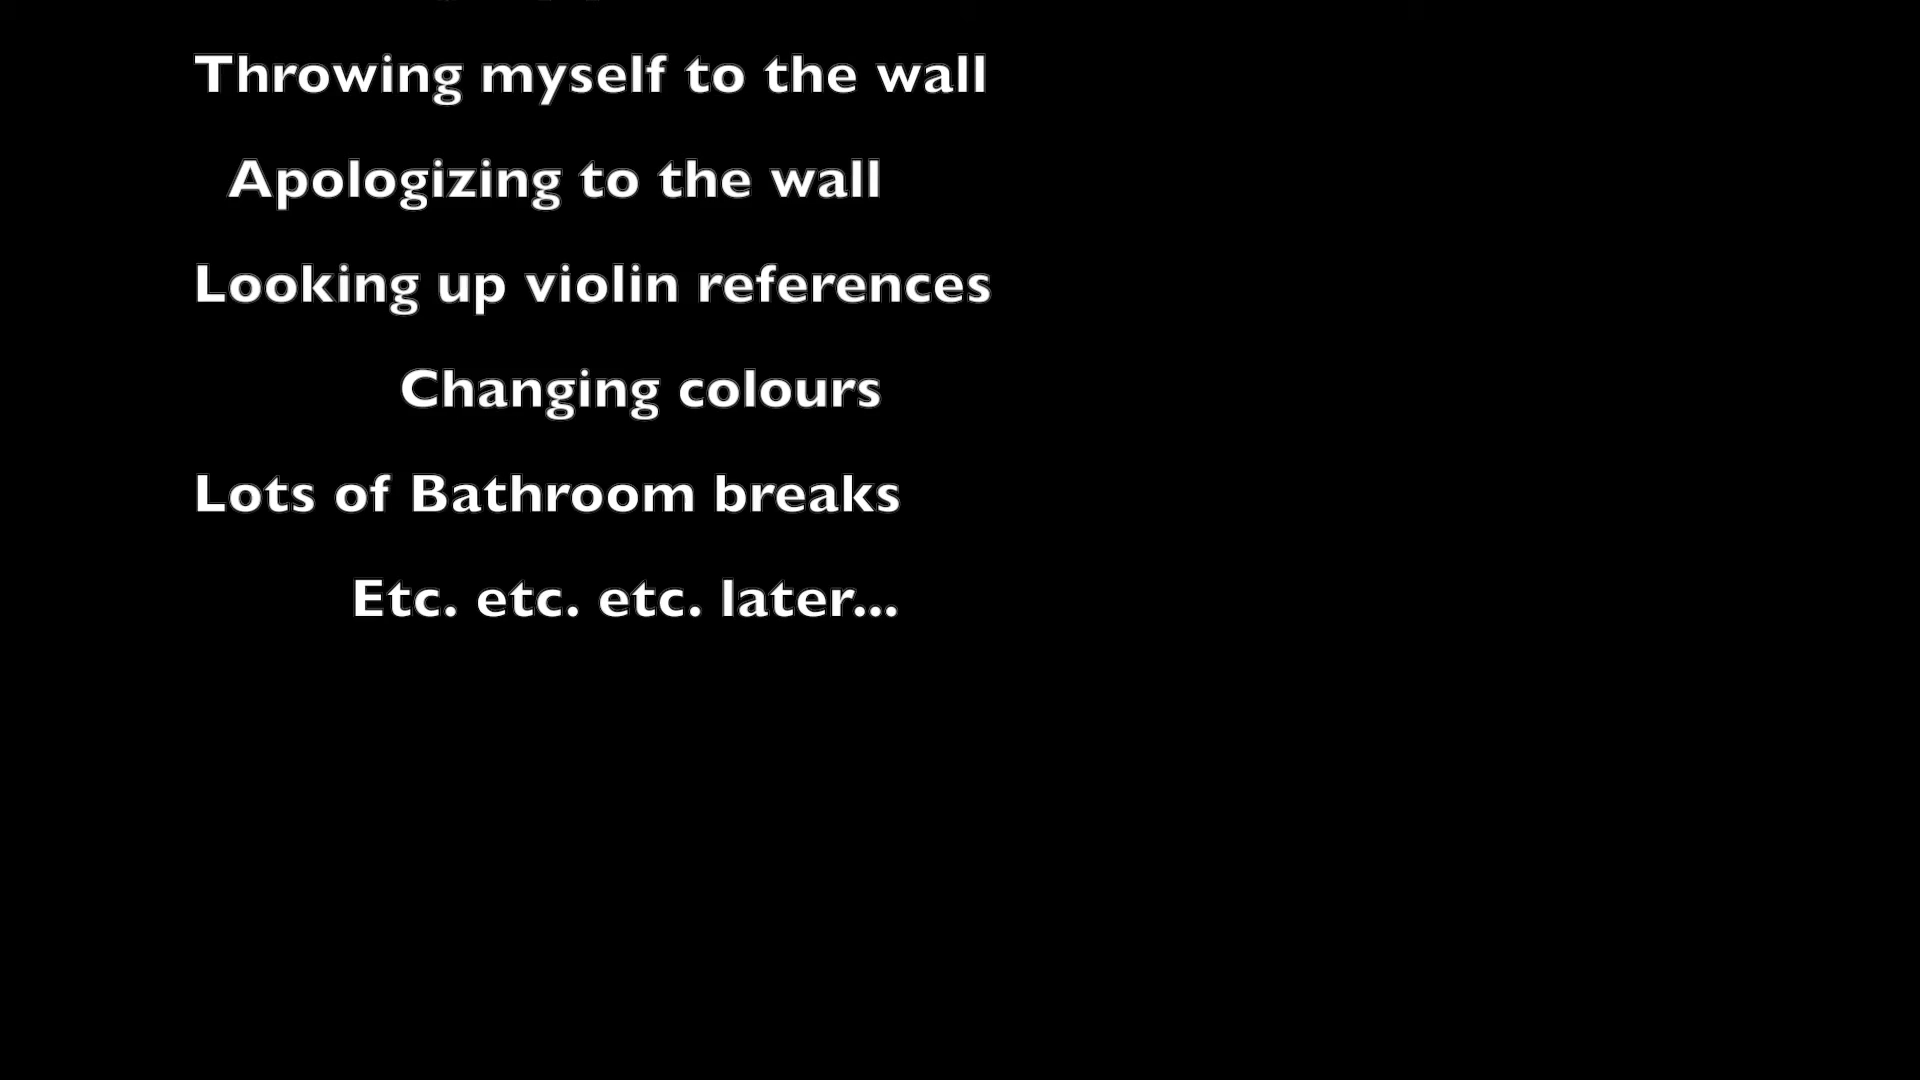 Throwing myself to the wall
Apologizing to the wall
Looking up violin references
Changing colours
Lots of Bathroom breaks
Etc. etc. etc. later...